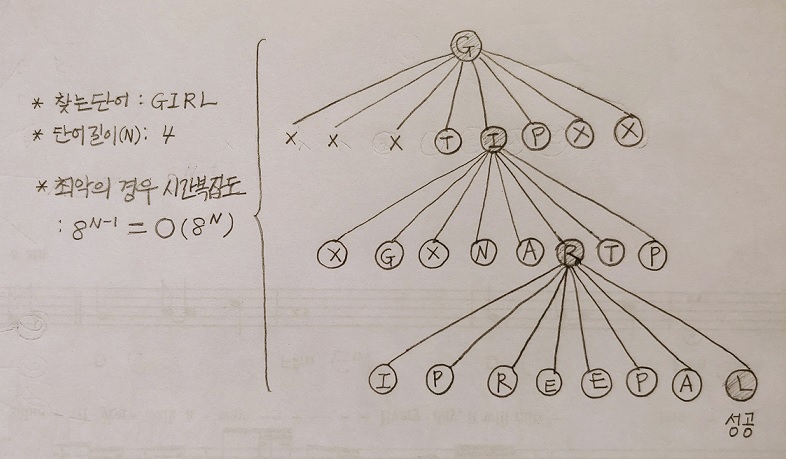 * 찾는단어 : GIRL
* 단어길이(N): 4
* 최악의 경우 시간복잡도
: 8^N-1 = O(8^N)
G
X X X T I P X X
X G X N A R T P
I P R E E P A L
성공